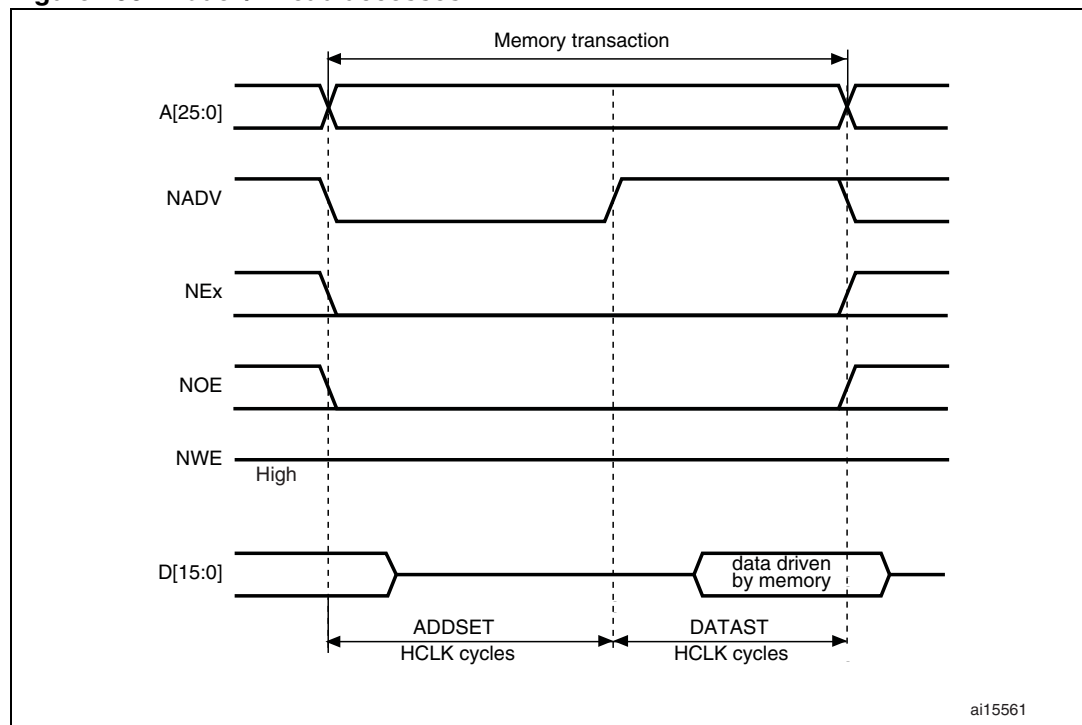 Memory transaction
A[25:0]
NADV
NEx
NOE
NWE
High
D[15:0]
data driven
by memory
ADDSET
DATAST
HCLK cycles
HCLK cycles
ai15561